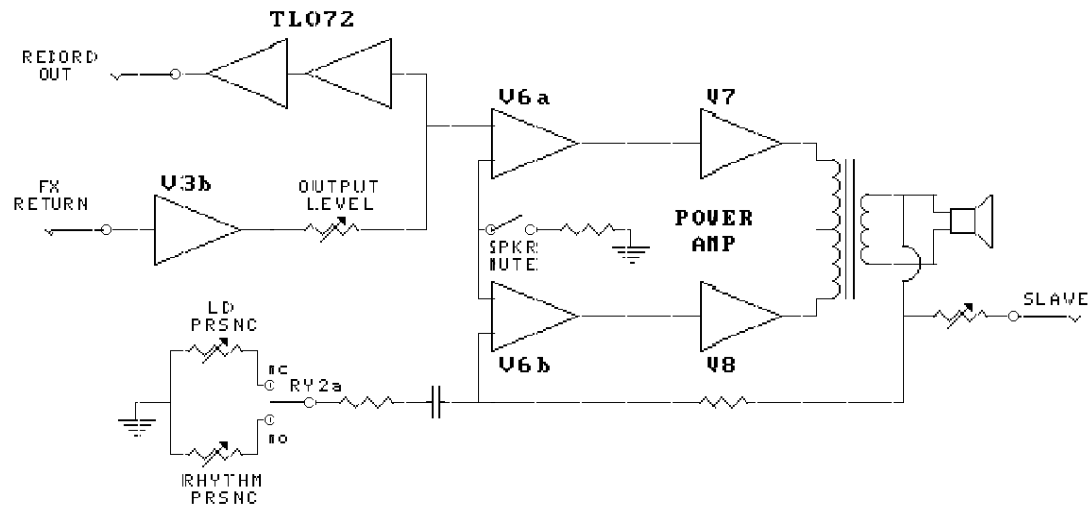 TL072
RECORD
OUT
V6a
V7
FX
RETURN
V3b
OUTPUT
LEVEL
POWER
AMP
SPKR
MUTE
LD
PRSNC
SLAVE
V6b
V8
NC
RY2a
NO
RHYTHM
PRSNC